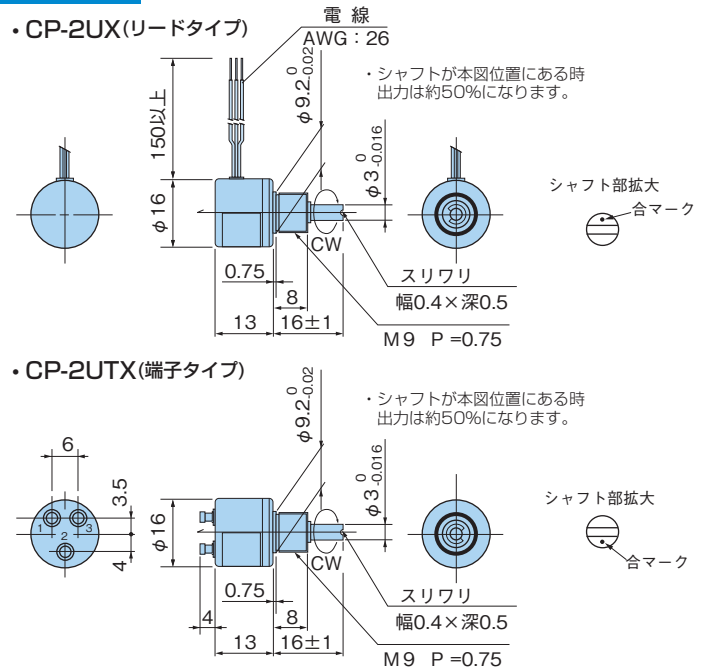 ・CP-2UX(リードタイプ)
電 線
AWG：26
φ9.2 0 -0.02
・シャフトが本図位置にある時
出力は約50%になります。
150以上
φ16
φ3 0 -0.016
CW
シャフト部拡大
合マーク
0.75
8
13
16±1
スリワリ
幅0.4×深0.5
M9 P=0.75
・CP-2UTX(端子タイプ)
φ9.2 0 -0.02
・シャフトが本図位置にある時
出力は約50%になります。
6
3.5
4
1
2
3
φ16
φ3 0 -0.016
CW
シャフト部拡大
合マーク
0.75
4
8
13
16±1
スリワリ
幅0.4×深0.5
M9 P=0.75